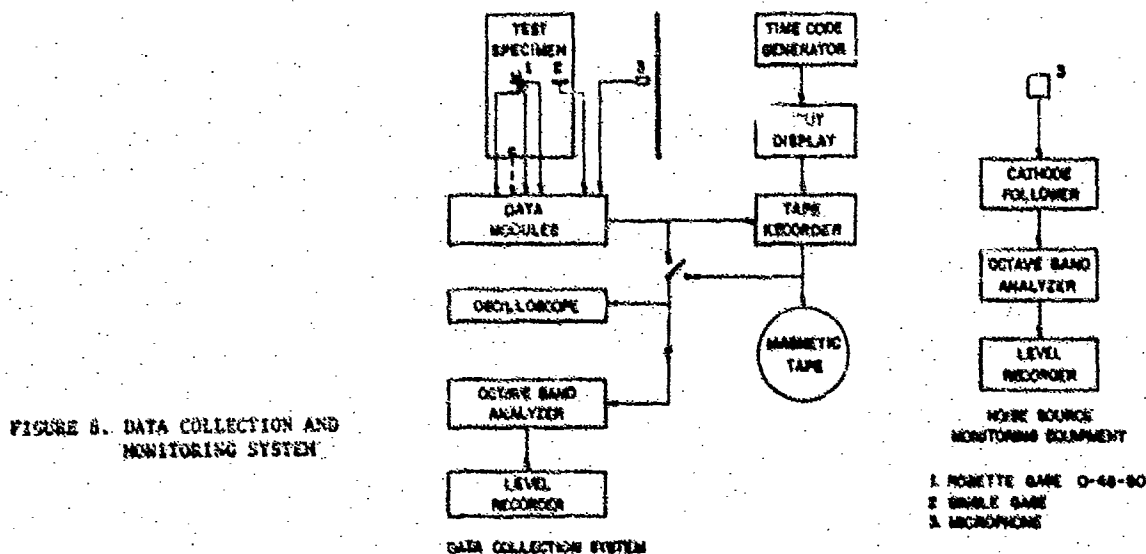 TEST
SPECIMEN
1 2
3
DATA
MODULES
TIME CODE
GENERATOR
DISPLAY
TAPE
RECORDER
MAGNETIC
TAPE
OSCILLOSCOPE
OCTAVE BAND
ANALYZER
LEVEL
RECORDER
DATA COLLECTION SYSTEM
3
CATHODE
FOLLOWER
OCTAVE BAND
ANALYZER
LEVEL
RECORDER
NOISE SOURCE
MONITORING EQUIPMENT
1. ROSETTE GAGE
2 SINGLE GAGE
3. MICROPHONE
FIGURE 8. DATA COLLECTION AND
MONITORING SYSTEM